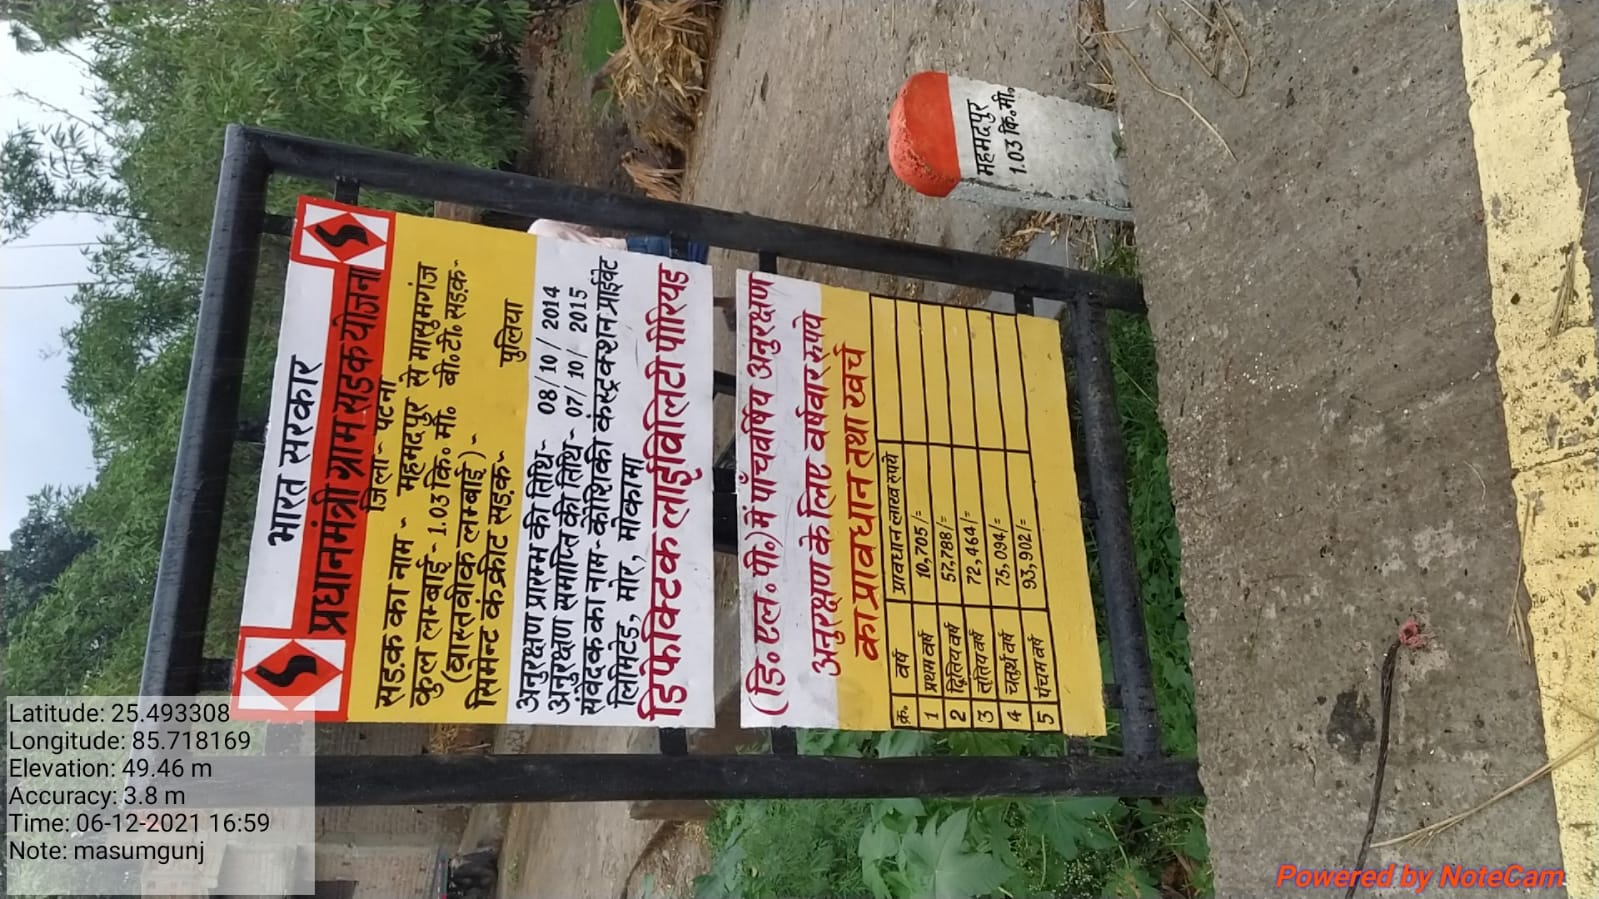 भारत सरकार
प्रधानमंत्री ग्राम सड़क योजना
जिला - पटना
सड़क का नाम - महमदपुर से मासुमगंज
कुल लम्बाई - 1.03 कि॰ मी॰ बी॰ टी॰ सड़क -
(वास्तवीक लम्बाई) -
सिमेन्ट कंक्रीट सड़क - पुलिया
अनुरक्षण प्रारम्भ की तिथि - 08/10/2014
अनुरक्षण समाप्ति की तिथि - 07/10/2015
संवेदक का नाम - कौशिकी कंस्ट्रक्शन प्राईवेट
लिमिटेड, मोर, मोकामा
डिफेक्टिक लाईबिलिटी पीरियड
(डि॰ एल॰ पी॰) में पाँचवर्षिय अनुरक्षण
अनुरक्षण के लिए वर्षवार रुपये
का प्रावधान तथा खर्च
क्र॰ वर्ष प्रावधान लाख रुपये
1 प्रथम वर्ष 10,705/=
2 द्वितिय वर्ष 57,788/=
3 तृतिय वर्ष 72,464/=
4 चतुर्थ वर्ष 75,094/=
5 पंचम वर्ष 93,902/=
महमदपुर
1.03 कि॰मी॰
Latitude: 25.493308
Longitude: 85.718169
Elevation: 49.46 m
Accuracy: 3.8 m
Time: 06-12-2021 16:59
Note: masumgunj
Powered by NoteCam